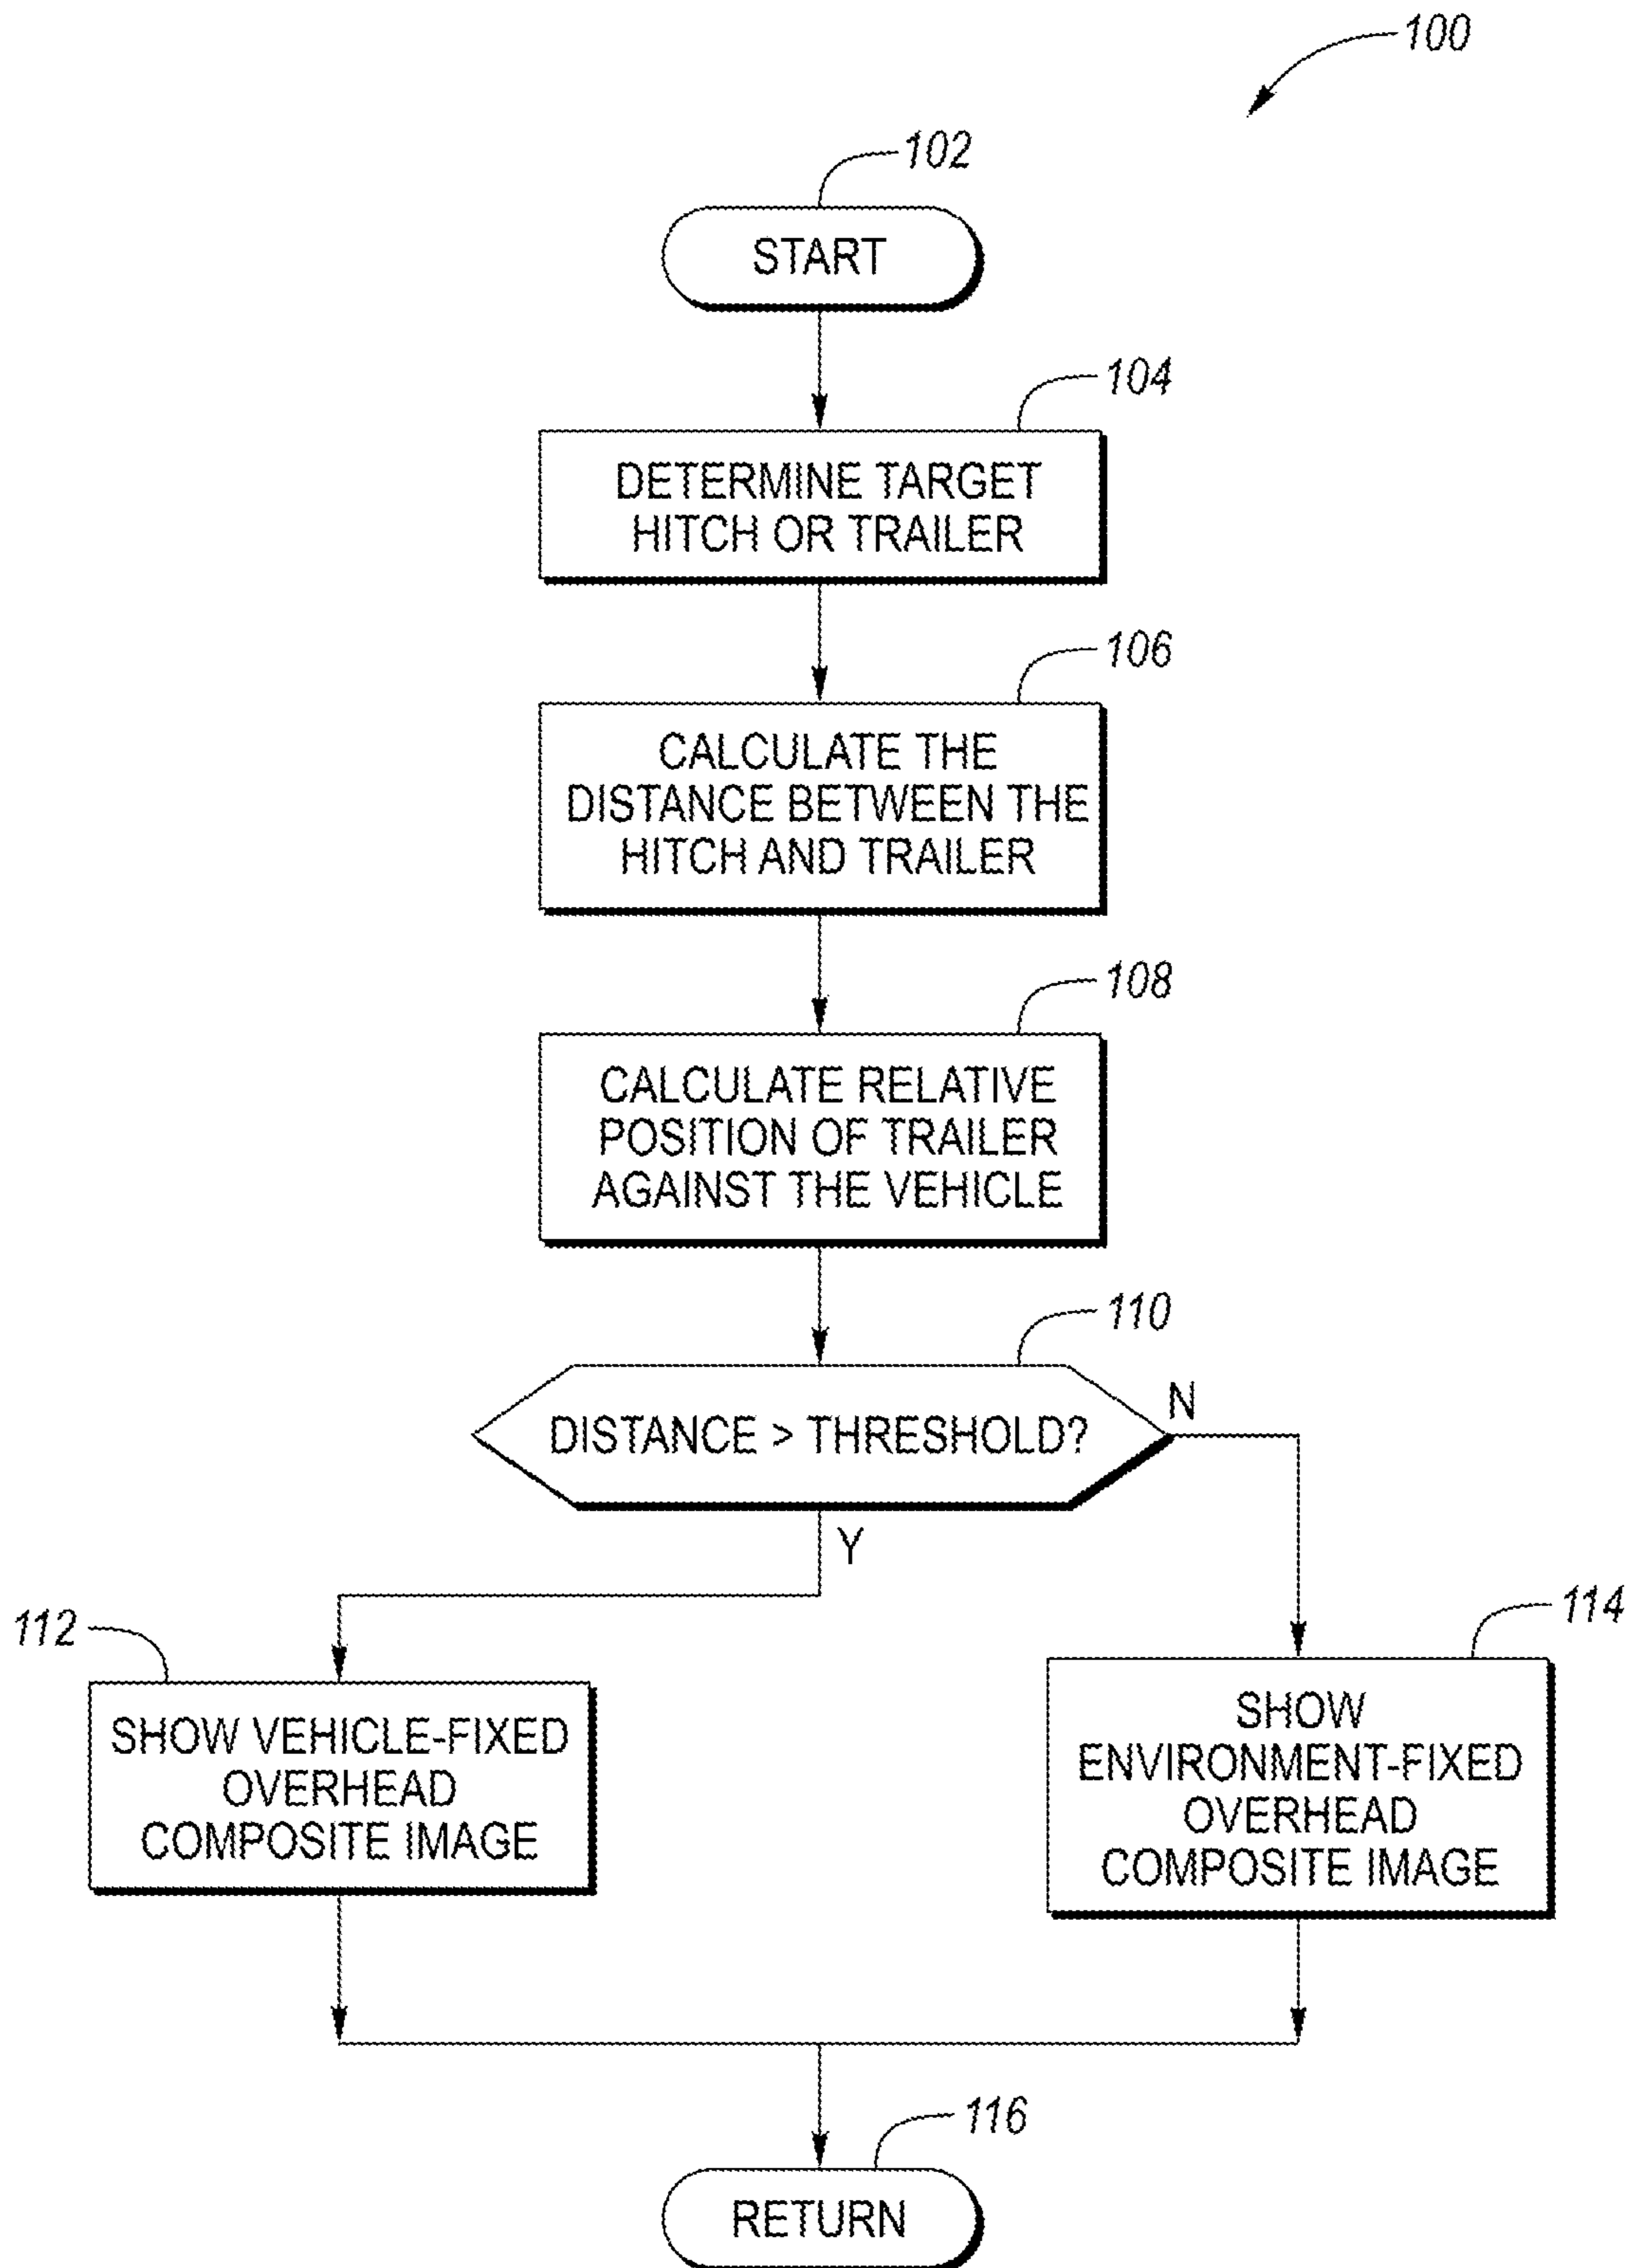 100
102
START
104
DETERMINE TARGET
HITCH OR TRAILER
106
CALCULATE THE
DISTANCE BETWEEN THE
HITCH AND TRAILER
108
CALCULATE RELATIVE
POSITION OF TRAILER
AGAINST THE VEHICLE
110
DISTANCE > THRESHOLD?
N
Y
112
SHOW VEHICLE-FIXED
OVERHEAD
COMPOSITE IMAGE
114
SHOW
ENVIRONMENT-FIXED
OVERHEAD
COMPOSITE IMAGE
116
RETURN